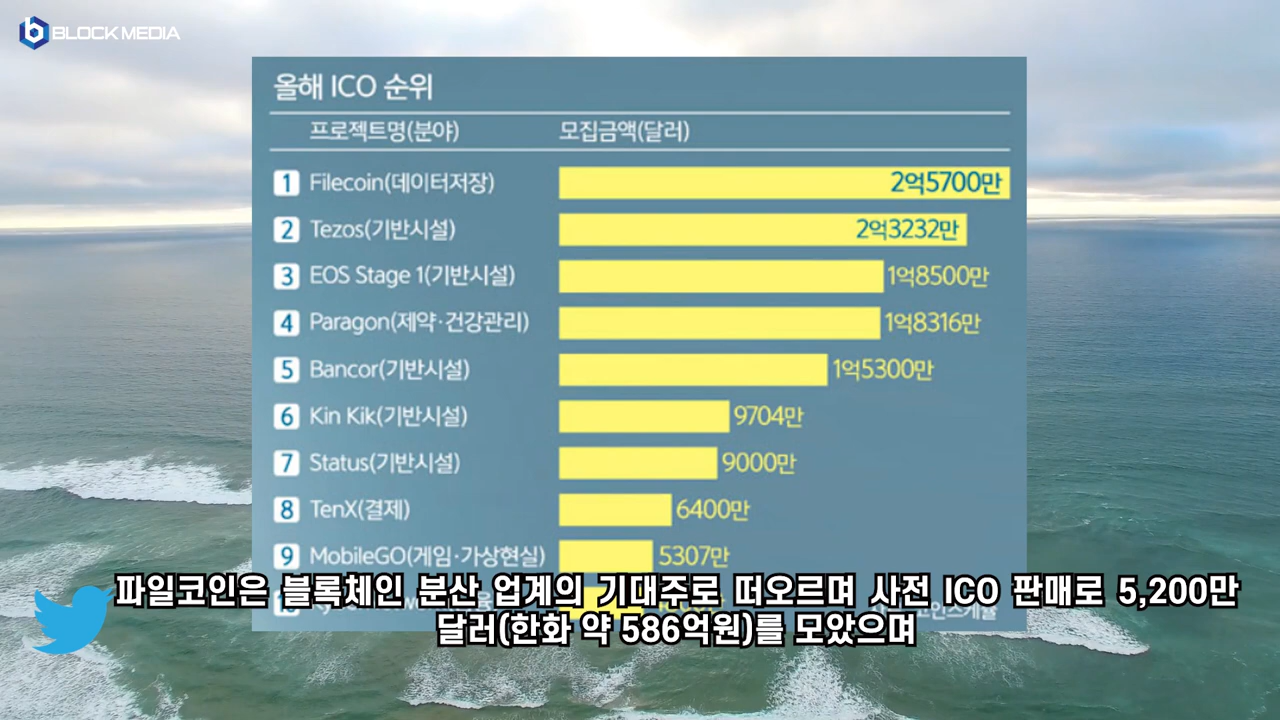 BLOCK MEDIA
올해 ICO 순위
프로젝트명(분야) 모집금액(달러)
1 Filecoin(데이터저장) 2억5700만
2 Tezos(기반시설) 2억3232만
3 EOS Stage 1(기반시설) 1억8500만
4 Paragon(제약·건강관리) 1억8316만
5 Bancor(기반시설) 1억5300만
6 Kin Kik(기반시설) 9704만
7 Status(기반시설) 9000만
8 TenX(결제) 6400만
9 MobileGO(게임·가상현실) 5307만
파일코인은 블록체인 분산 업계의 기대주로 떠오르며 사전 ICO 판매로 5,200만
달러(한화 약 586억원)를 모았으며